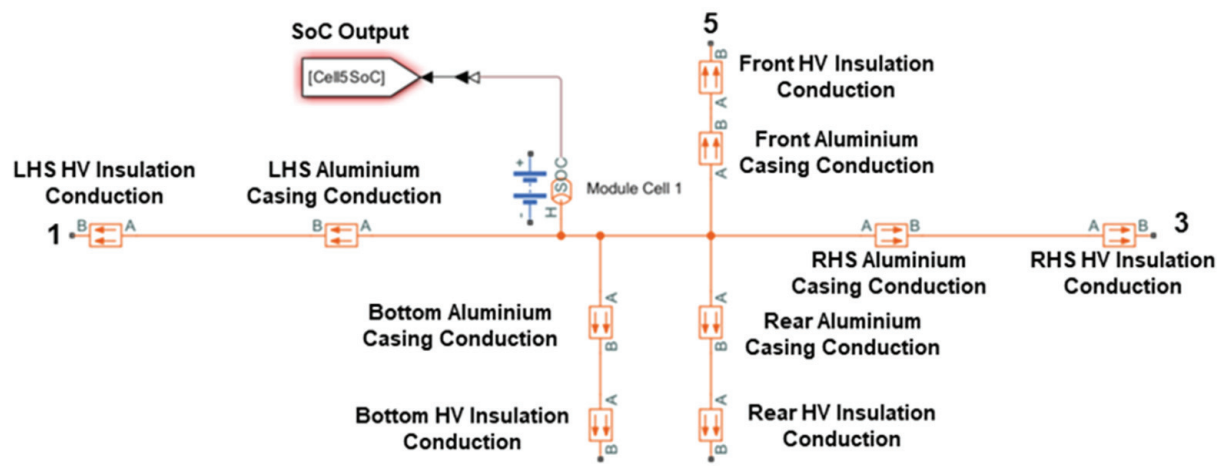 SoC Output
[Cell5SoC]
5
B
Front HV Insulation
Conduction
A
B
Front Aluminium
Casing Conduction
A
LHS HV Insulation
Conduction
LHS Aluminium
Casing Conduction
+
-
SOC
H
Module Cell 1
1
B
A
B
A
A
B
A
B
3
RHS Aluminium
Casing Conduction
RHS HV Insulation
Conduction
Bottom Aluminium
Casing Conduction
A
B
Rear Aluminium
Casing Conduction
A
B
Bottom HV Insulation
Conduction
A
B
Rear HV Insulation
Conduction
A
B